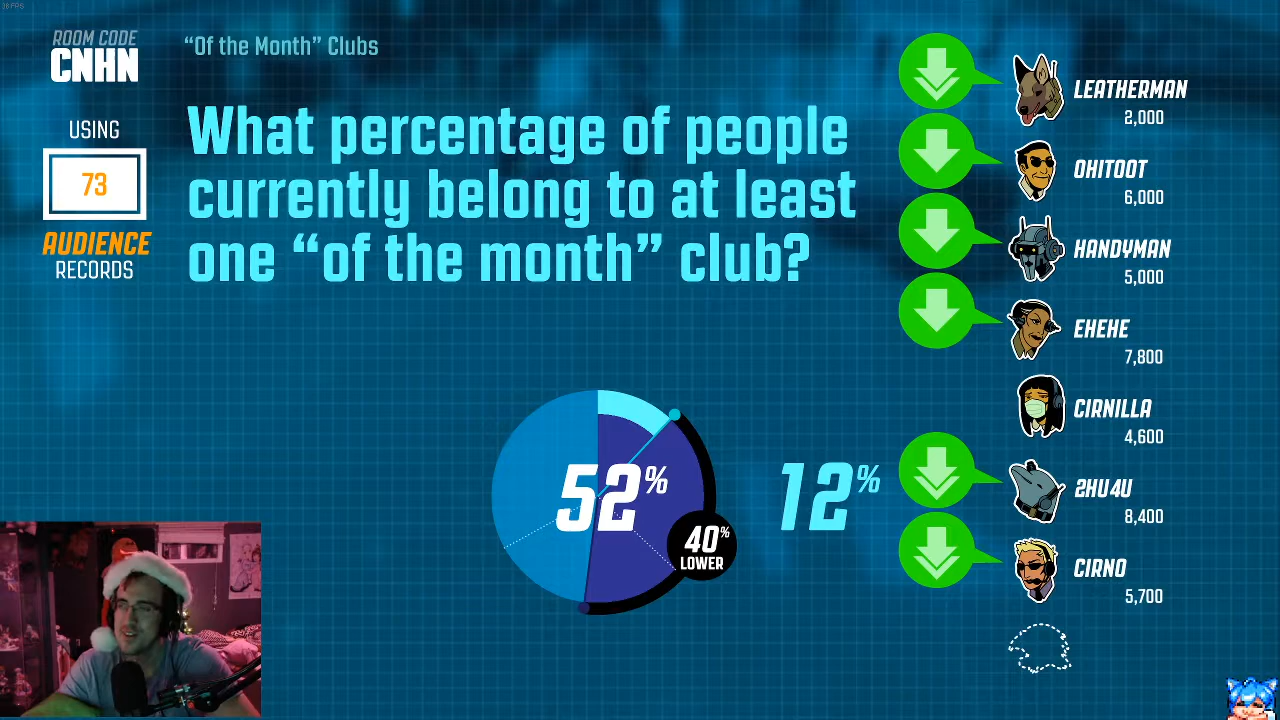 38 FPS
ROOM CODE
CNHN
"Of the Month" Clubs
What percentage of people
currently belong to at least
one "of the month" club?
USING
73
AUDIENCE
RECORDS
52%
40%
LOWER
12%
LEATHERMAN
2,000
OHITOOT
6,000
HANDYMAN
5,000
EHEHE
7,800
CIRNILLA
4,600
2HU4U
8,400
CIRNO
5,700